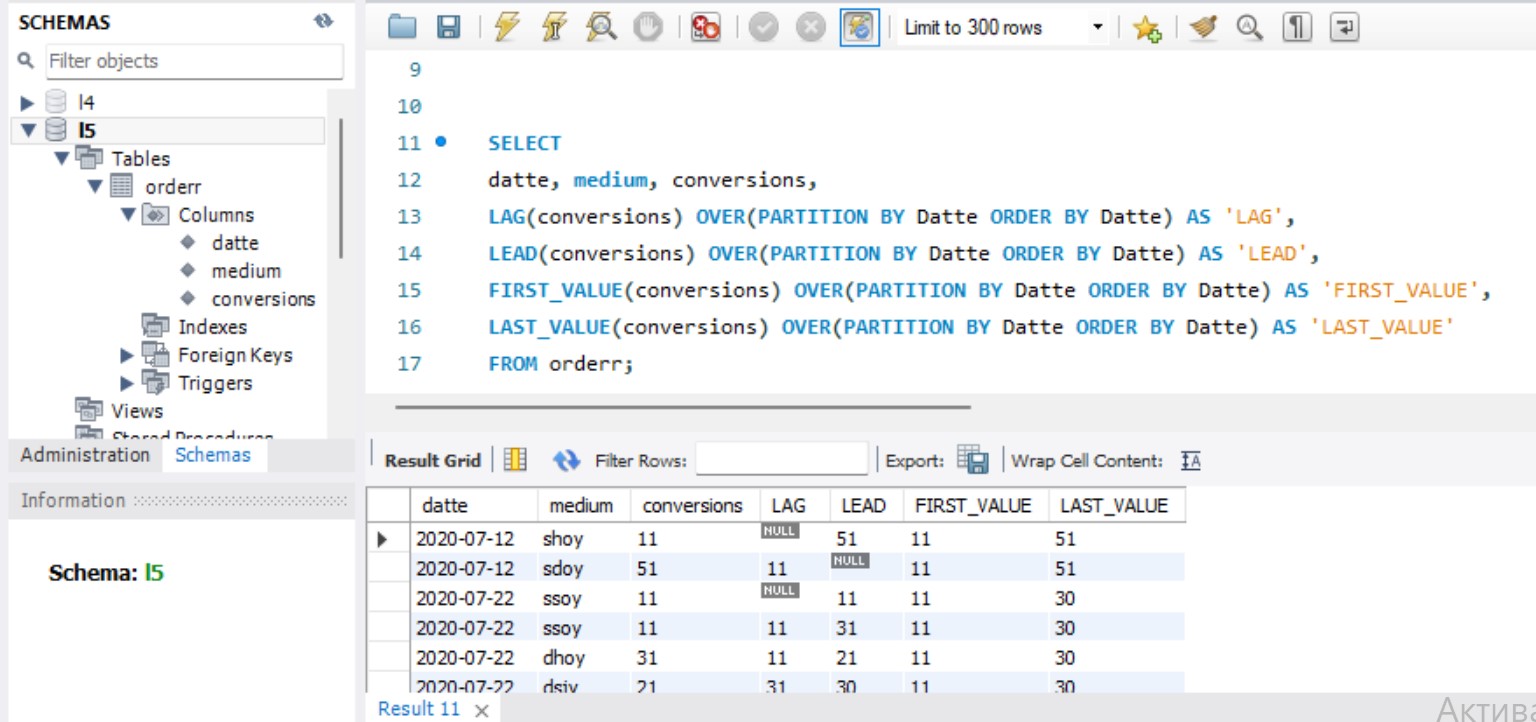 SCHEMAS
Filter objects
l4
l5
Tables
orderr
Columns
datte
medium
conversions
Indexes
Foreign Keys
Triggers
Views
Stored Procedures
Administration Schemas
Information
Schema: l5
Limit to 300 rows
9
10
11 SELECT
12 datte, medium, conversions,
13 LAG(conversions) OVER(PARTITION BY Datte ORDER BY Datte) AS 'LAG',
14 LEAD(conversions) OVER(PARTITION BY Datte ORDER BY Datte) AS 'LEAD',
15 FIRST_VALUE(conversions) OVER(PARTITION BY Datte ORDER BY Datte) AS 'FIRST_VALUE',
16 LAST_VALUE(conversions) OVER(PARTITION BY Datte ORDER BY Datte) AS 'LAST_VALUE'
17 FROM orderr;
Result Grid Filter Rows: Export: Wrap Cell Content:
datte medium conversions LAG LEAD FIRST_VALUE LAST_VALUE
2020-07-12 shoy 11 NULL 51 11 51
2020-07-12 sdoy 51 11 NULL 11 51
2020-07-22 ssoy 11 NULL 11 11 30
2020-07-22 ssoy 11 11 31 11 30
2020-07-22 dhoy 31 11 21 11 30
2020-07-22 dsiy 21 31 30 11 30
Result 11